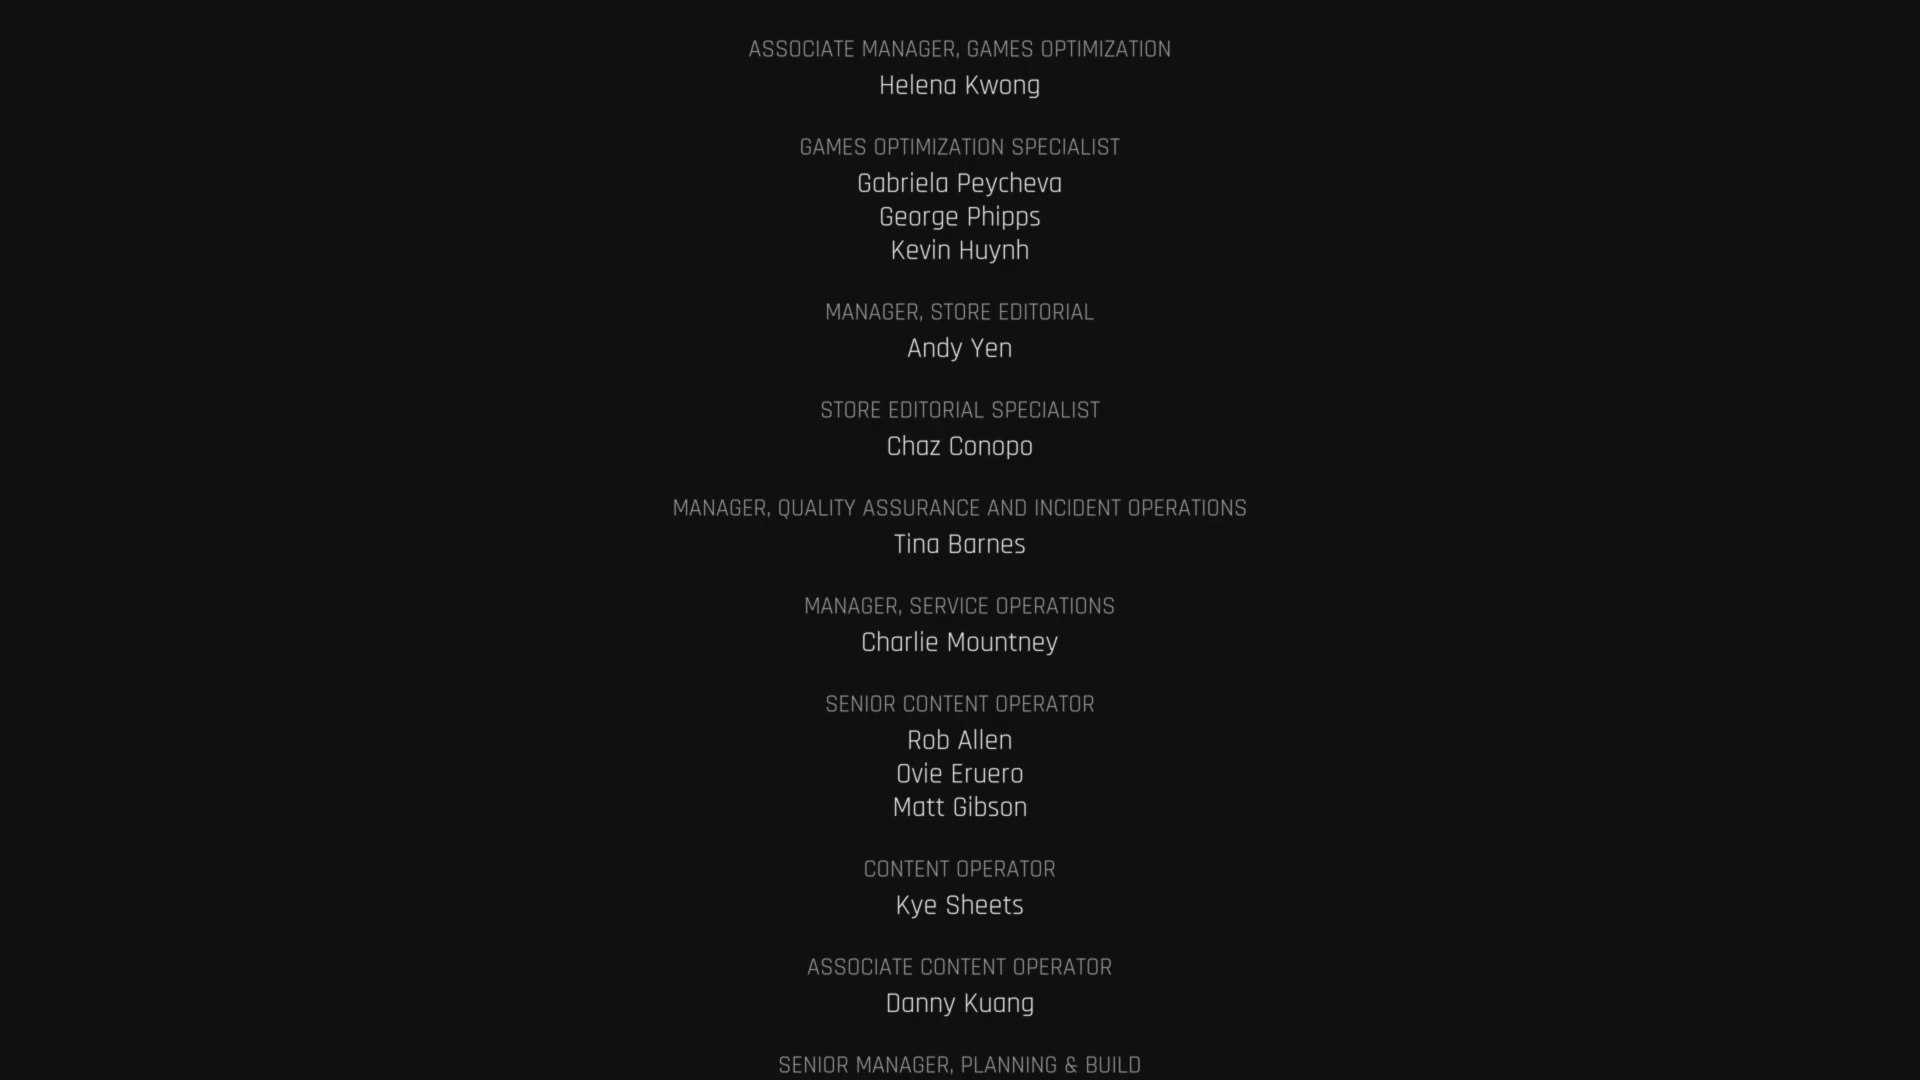 ASSOCIATE MANAGER, GAMES OPTIMIZATION
Helena Kwong
GAMES OPTIMIZATION SPECIALIST
Gabriela Peycheva
George Phipps
Kevin Huynh
MANAGER, STORE EDITORIAL
Andy Yen
STORE EDITORIAL SPECIALIST
Chaz Conopo
MANAGER, QUALITY ASSURANCE AND INCIDENT OPERATIONS
Tina Barnes
MANAGER, SERVICE OPERATIONS
Charlie Mountney
SENIOR CONTENT OPERATOR
Rob Allen
Ovie Eruero
Matt Gibson
CONTENT OPERATOR
Kye Sheets
ASSOCIATE CONTENT OPERATOR
Danny Kuang
SENIOR MANAGER, PLANNING & BUILD